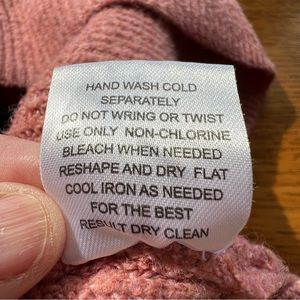 HAND WASH COLD
SEPARATELY
DO NOT WRING OR TWIST
USE ONLY NON-CHLORINE
BLEACH WHEN NEEDED
RESHAPE AND DRY FLAT
COOL IRON AS NEEDED
FOR THE BEST
RESULT DRY CLEAN